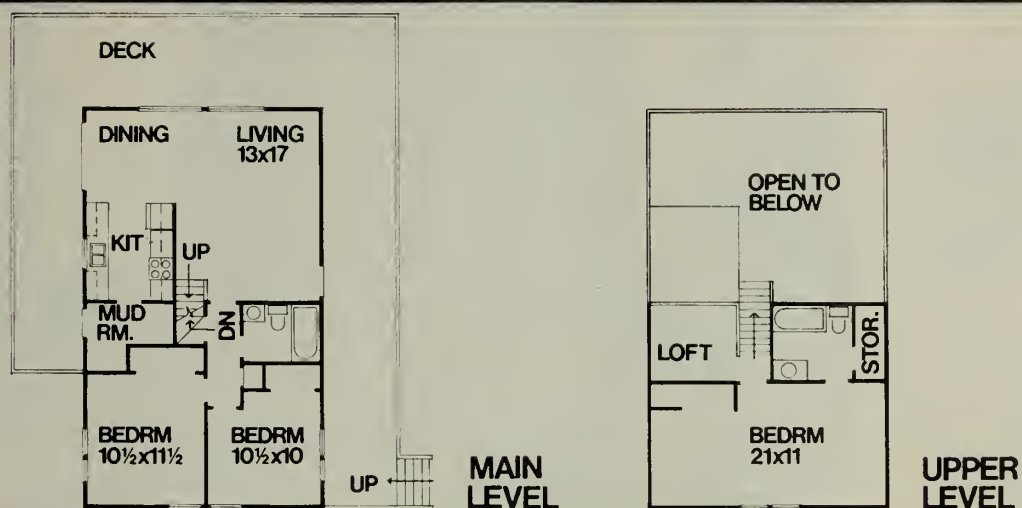 DECK
DINING
LIVING
13x17
KIT
UP
MUD
RM.
DN
BEDRM
10½x11½
BEDRM
10½x10
UP
MAIN
LEVEL
OPEN TO
BELOW
LOFT
STOR.
BEDRM
21x11
UPPER
LEVEL